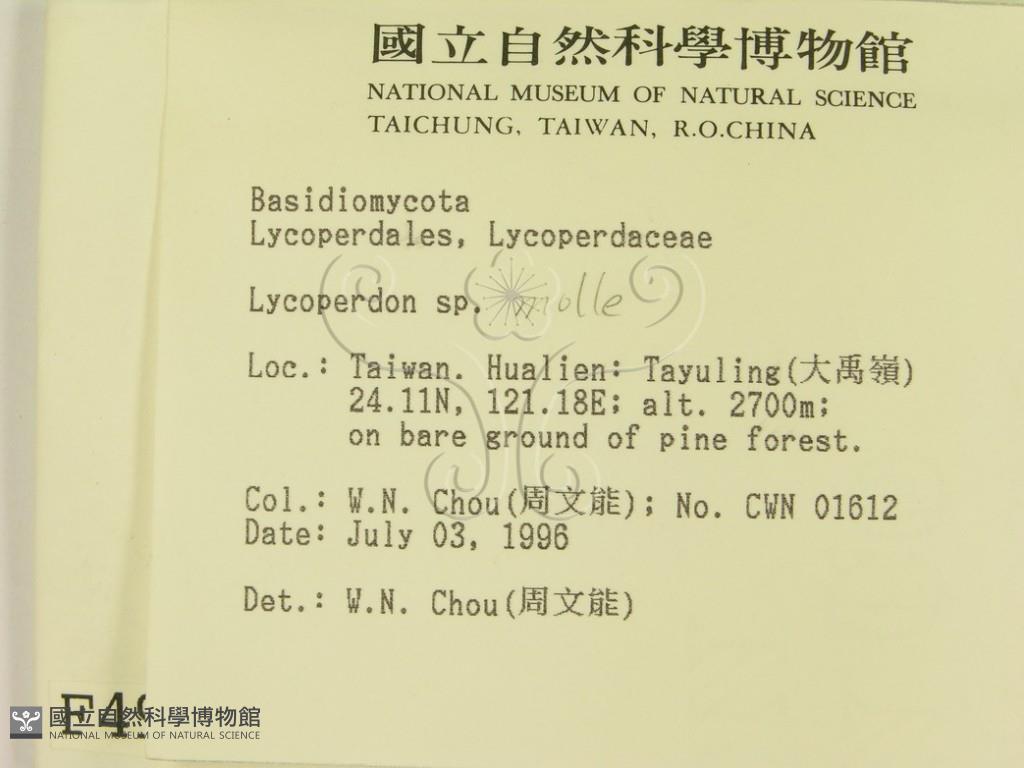 國立自然科學博物館
NATIONAL MUSEUM OF NATURAL SCIENCE
TAICHUNG, TAIWAN, R.O.CHINA
Basidiomycota
Lycoperdales, Lycoperdaceae
Lycoperdon sp. molle
Loc.: Taiwan. Hualien: Tayuling(大禹嶺)
24.11N, 121.18E; alt. 2700m;
on bare ground of pine forest.
Col.: W.N. Chou(周文能); No. CWN 01612
Date: July 03, 1996
Det.: W.N. Chou(周文能)
國立自然科學博物館
NATIONAL MUSEUM OF NATURAL SCIENCE